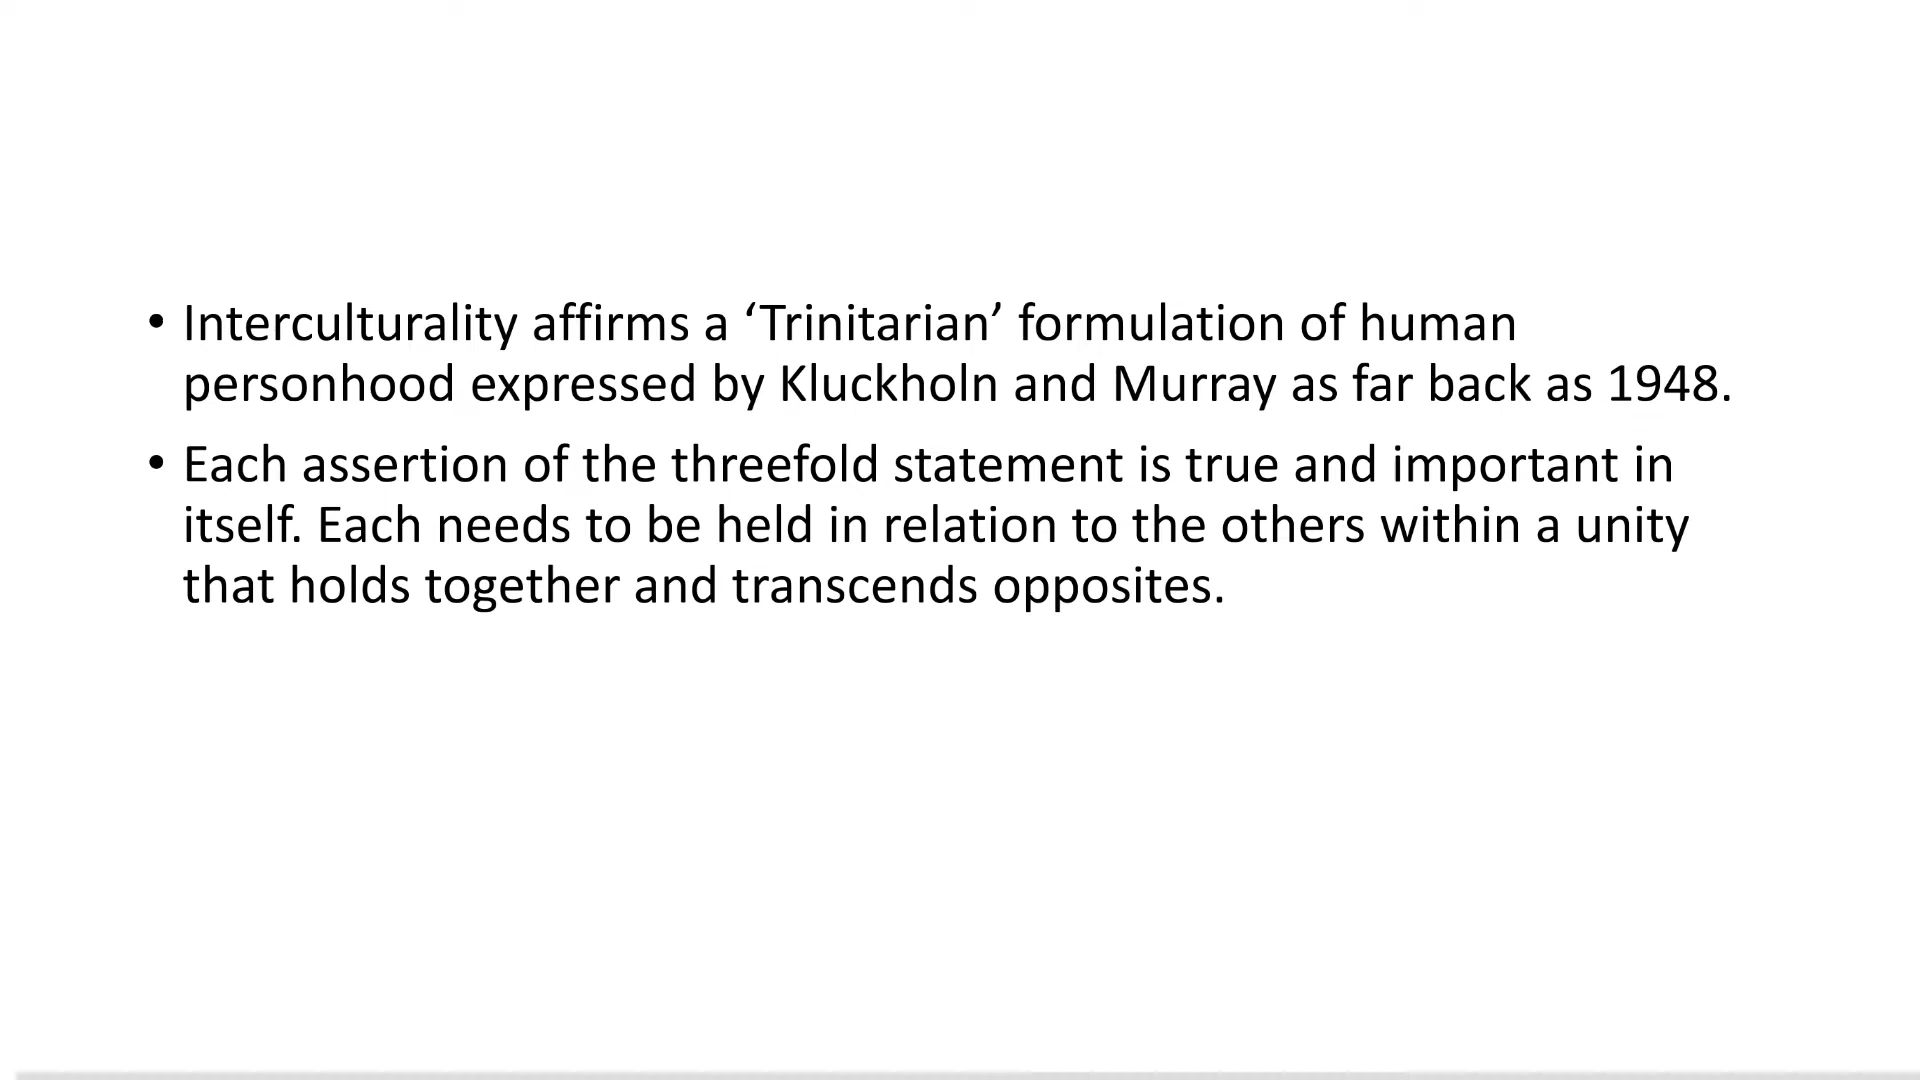 • Interculturality affirms a ‘Trinitarian’ formulation of human
personhood expressed by Kluckholn and Murray as far back as 1948.
• Each assertion of the threefold statement is true and important in
itself. Each needs to be held in relation to the others within a unity
that holds together and transcends opposites.